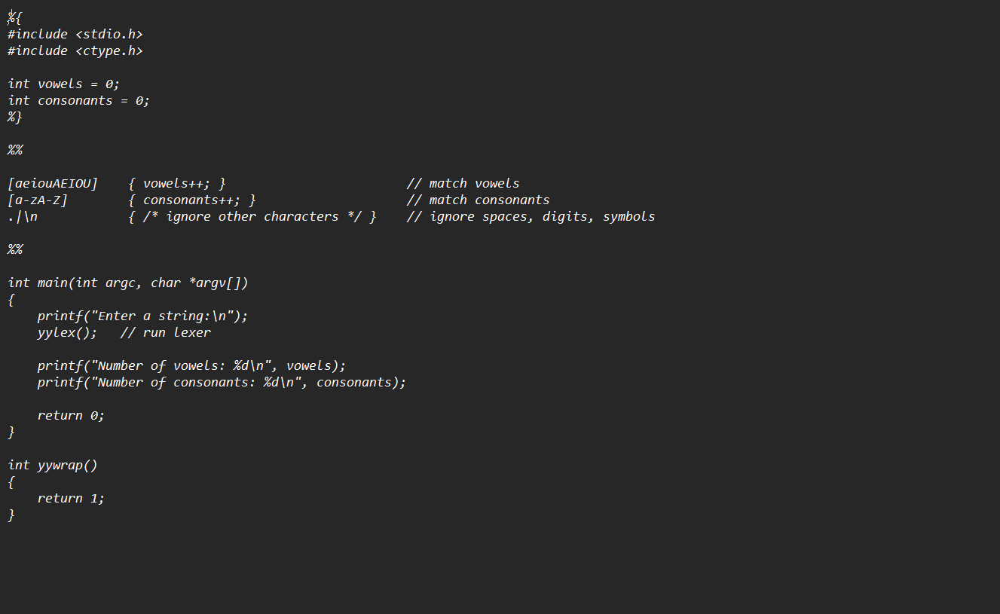 %{
#include <stdio.h>
#include <ctype.h>

int vowels = 0;
int consonants = 0;
%}

%%

[aeiouAEIOU]    { vowels++; }                        // match vowels
[a-zA-Z]        { consonants++; }                    // match consonants
.|\n            { /* ignore other characters */ }    // ignore spaces, digits, symbols

%%

int main(int argc, char *argv[])
{
    printf("Enter a string:\n");
    yylex();   // run lexer

    printf("Number of vowels: %d\n", vowels);
    printf("Number of consonants: %d\n", consonants);

    return 0;
}

int yywrap()
{
    return 1;
}